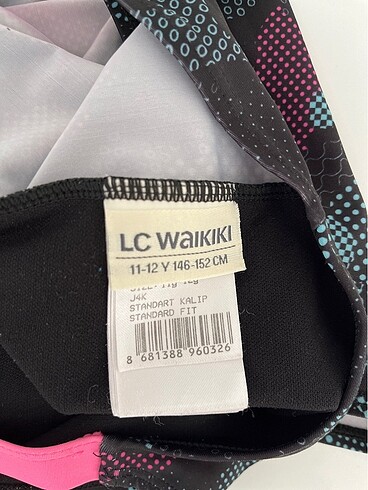 LC WAIKIKI
11-12 Y 146-152 CM
J4K
STANDART KALIP
STANDARD FIT
8 681388 960326